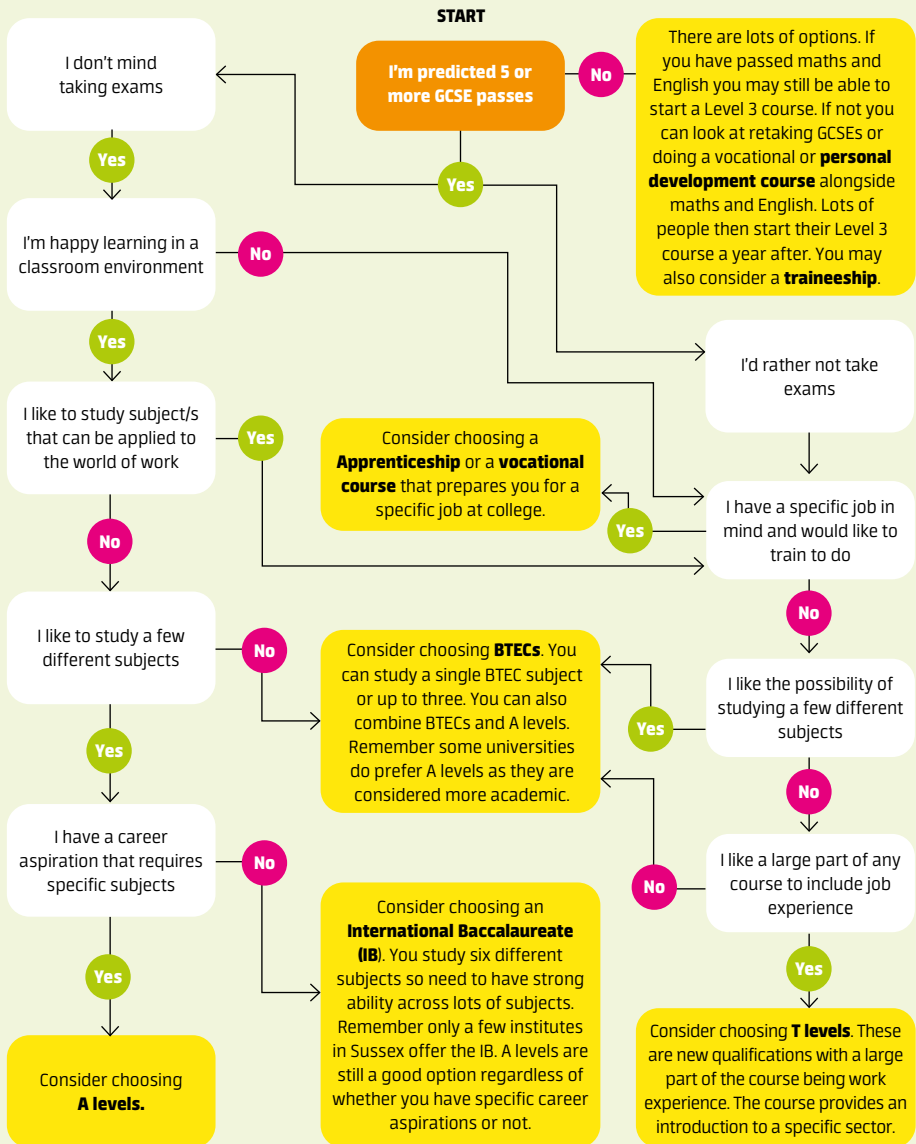 START
I'm predicted 5 or
more GCSE passes
No
There are lots of options. If
you have passed maths and
English you may still be able to
start a Level 3 course. If not you
can look at retaking GCSEs or
doing a vocational or personal
development course alongside
maths and English. Lots of
people then start their Level 3
course a year after. You may
also consider a traineeship.
Yes
I don't mind
taking exams
Yes
I'm happy learning in a
classroom environment
No
Yes
I like to study subject/s
that can be applied to
the world of work
Yes
No
I like to study a few
different subjects
No
Yes
I have a career
aspiration that requires
specific subjects
No
Yes
Consider choosing
A levels.
Consider choosing a
Apprenticeship or a vocational
course that prepares you for a
specific job at college.
Consider choosing BTECs. You
can study a single BTEC subject
or up to three. You can also
combine BTECs and A levels.
Remember some universities
do prefer A levels as they are
considered more academic.
Consider choosing an
International Baccalaureate
(IB). You study six different
subjects so need to have strong
ability across lots of subjects.
Remember only a few institutes
in Sussex offer the IB. A levels are
still a good option regardless of
whether you have specific career
aspirations or not.
I'd rather not take
exams
I have a specific job in
mind and would like to
train to do
Yes
No
I like the possibility of
studying a few different
subjects
Yes
No
I like a large part of any
course to include job
experience
No
Yes
Consider choosing T levels. These
are new qualifications with a large
part of the course being work
experience. The course provides an
introduction to a specific sector.